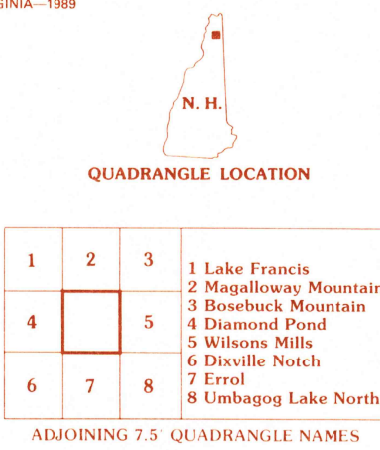 GINIA—1989
N. H.
QUADRANGLE LOCATION
1 2 3
4 5
6 7 8
1 Lake Francis
2 Magalloway Mountain
3 Bosebuck Mountain
4 Diamond Pond
5 Wilsons Mills
6 Dixville Notch
7 Errol
8 Umbagog Lake North
ADJOINING 7.5' QUADRANGLE NAMES